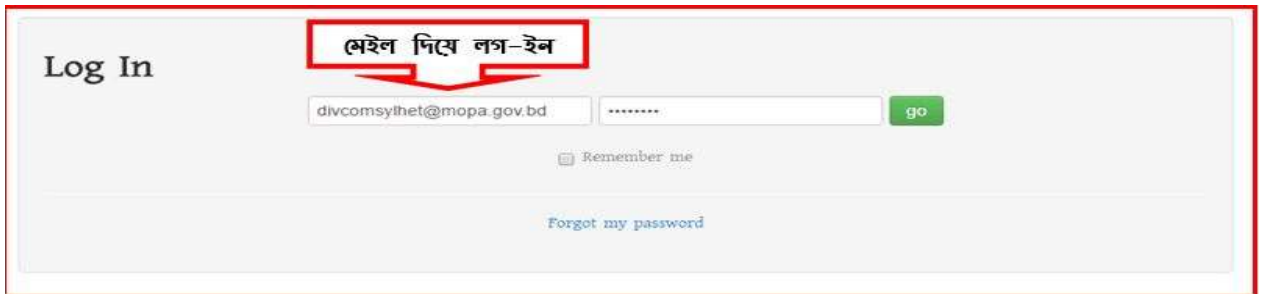 মেইল দিয়ে লগ-ইন
Log In
divcomsylhet@mopa.gov.bd ········ go
Remember me
Forgot my password